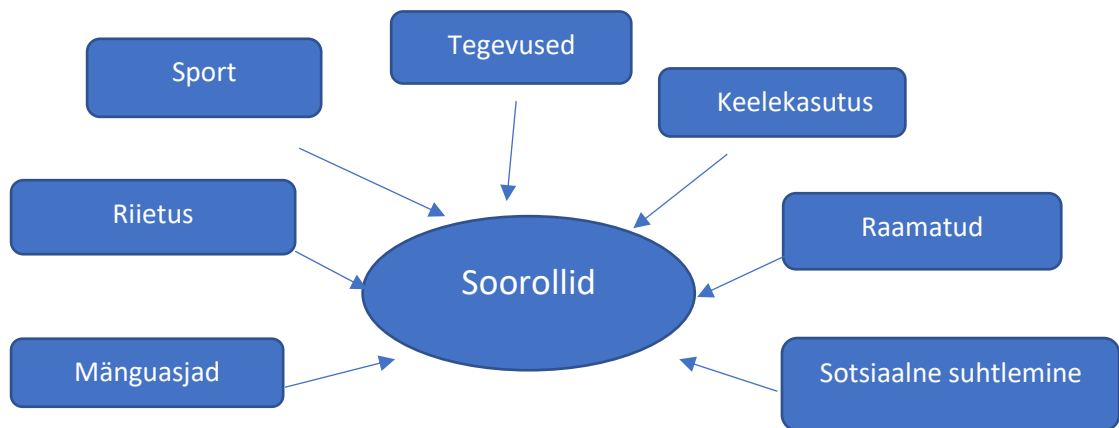 Tegevused
Sport
Keelekasutus
Riietus
Raamatud
Soorollid
Mänguasjad
Sotsiaalne suhtlemine